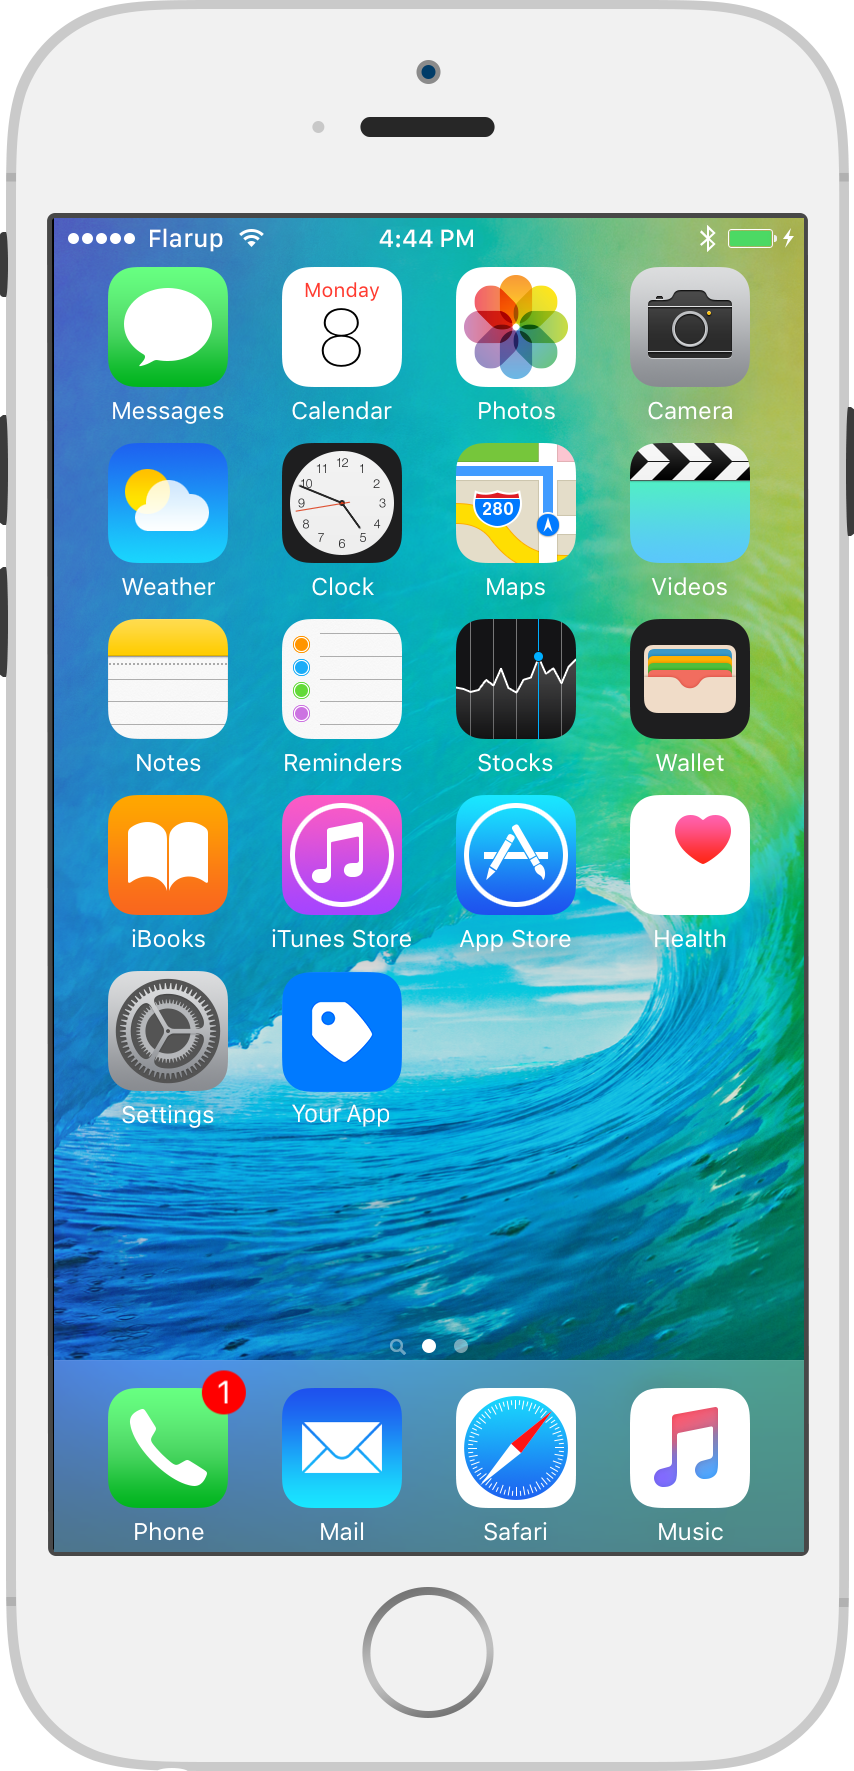 Flarup 4:44 PM
Monday
8
Messages Calendar Photos Camera
12
11 1
10 2
9 3
8 4
7 5
6
280
Weather Clock Maps Videos
Notes Reminders Stocks Wallet
iBooks iTunes Store App Store Health
Settings Your App
1
Phone Mail Safari Music